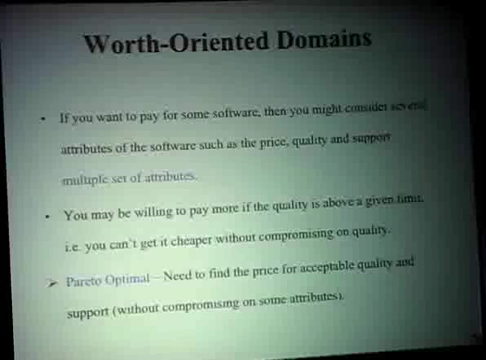 Worth-Oriented Domains
• If you want to pay for some software, then you might consider several
attributes of the software such as the price, quality and support
multiple set of attributes.
• You may be willing to pay more if the quality is above a given limit,
i.e. you can't get it cheaper without compromising on quality.
➢ Pareto Optimal – Need to find the price for acceptable quality and
support (without compromising on some attributes).